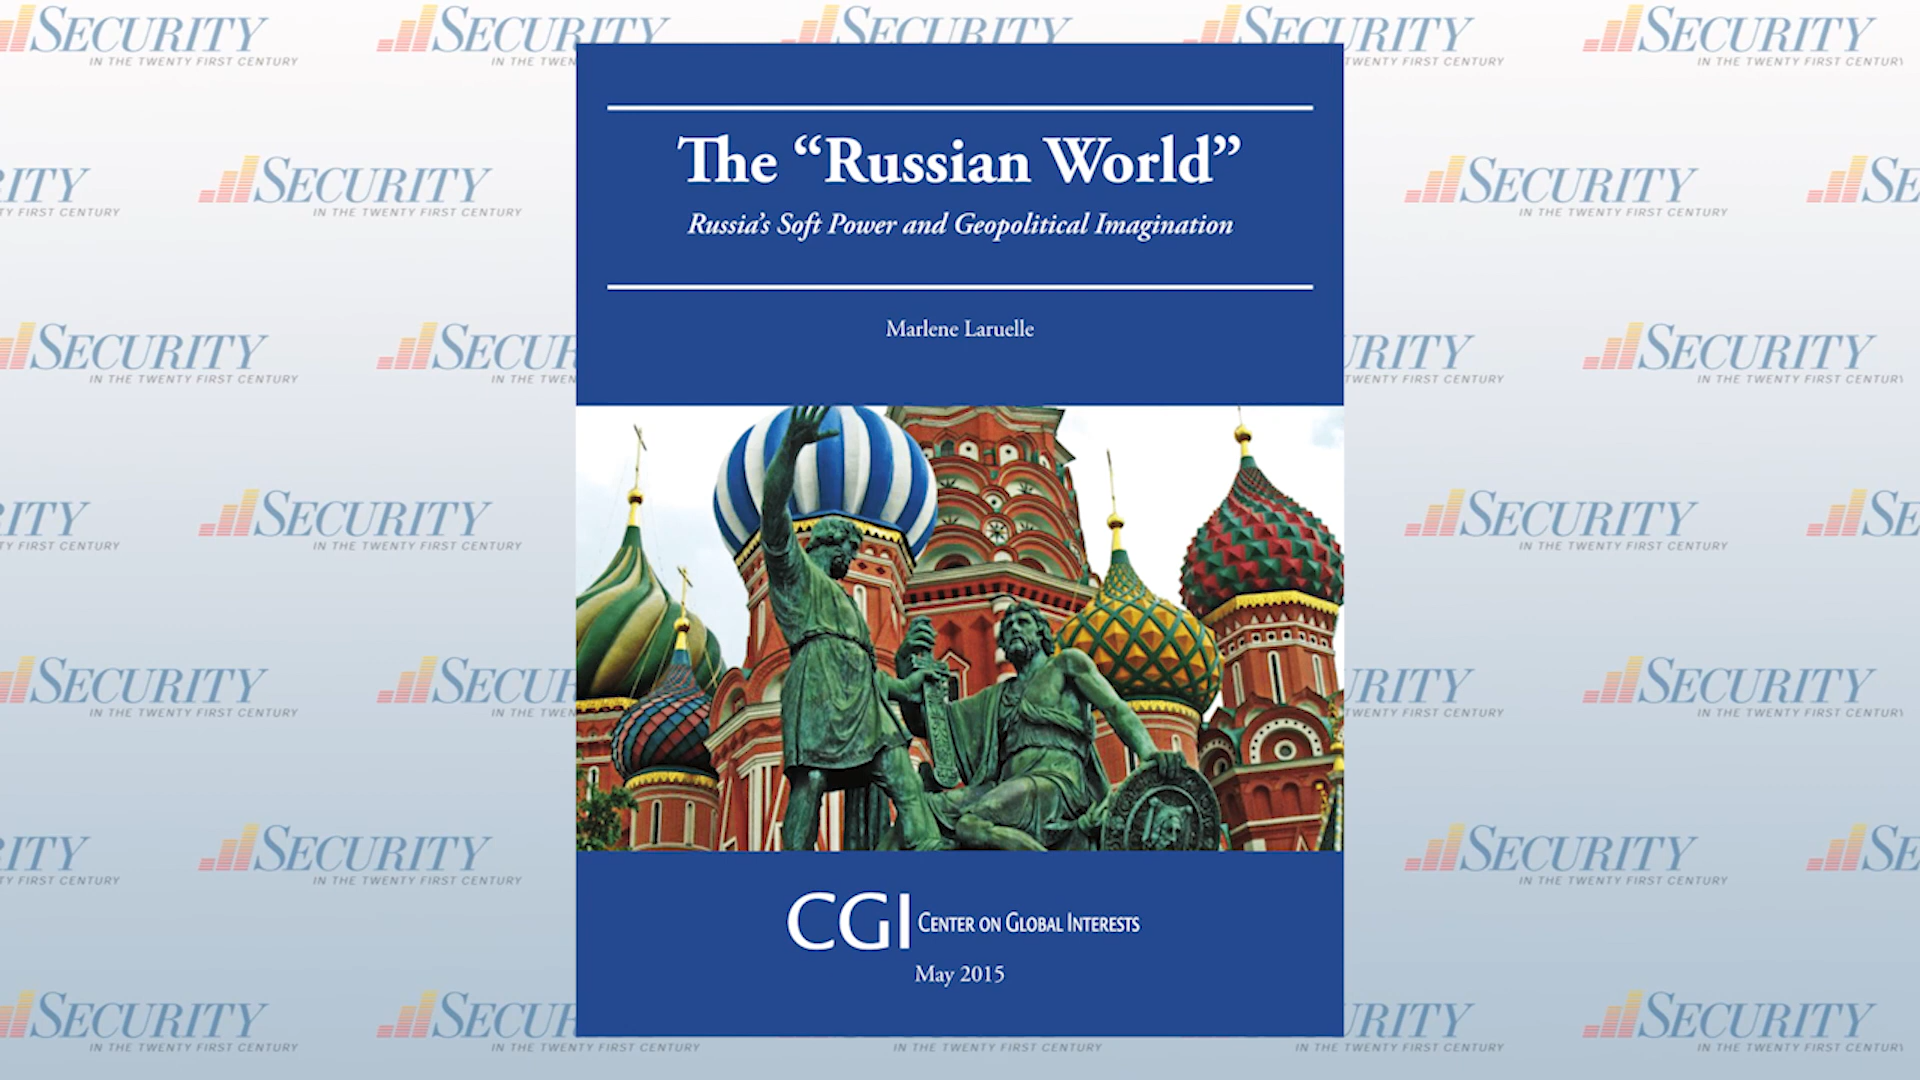 The “Russian World”
Russia’s Soft Power and Geopolitical Imagination
Marlene Laruelle
CGI CENTER ON GLOBAL INTERESTS
May 2015
SECURITY
IN THE TWENTY FIRST CENTURY